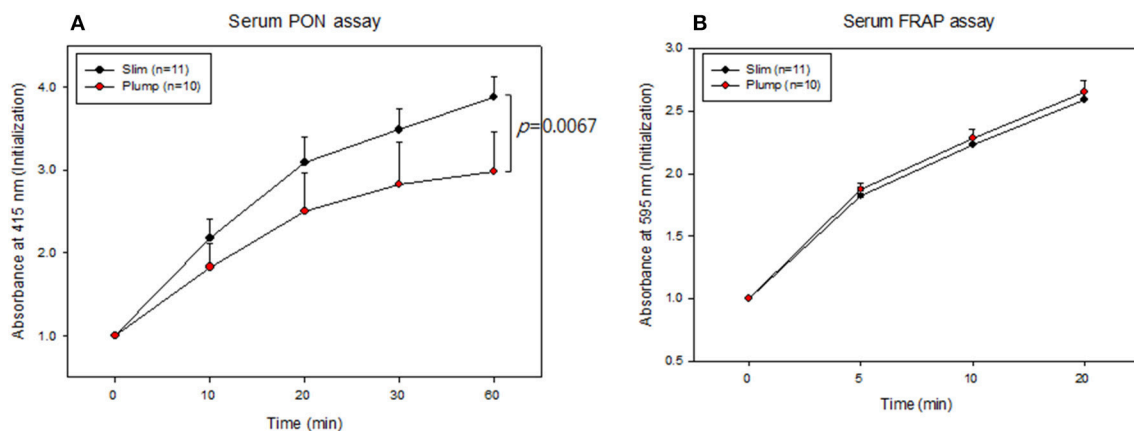 A
Serum PON assay
Slim (n=11)
Plump (n=10)
Absorbance at 415 nm (Initialization)
4.0
3.0
2.0
1.0
p=0.0067
0 10 20 30 60
Time (min)
B
Serum FRAP assay
Slim (n=11)
Plump (n=10)
Absorbance at 595 nm (Initialization)
3.0
2.5
2.0
1.5
1.0
0.5
0 5 10 20
Time (min)